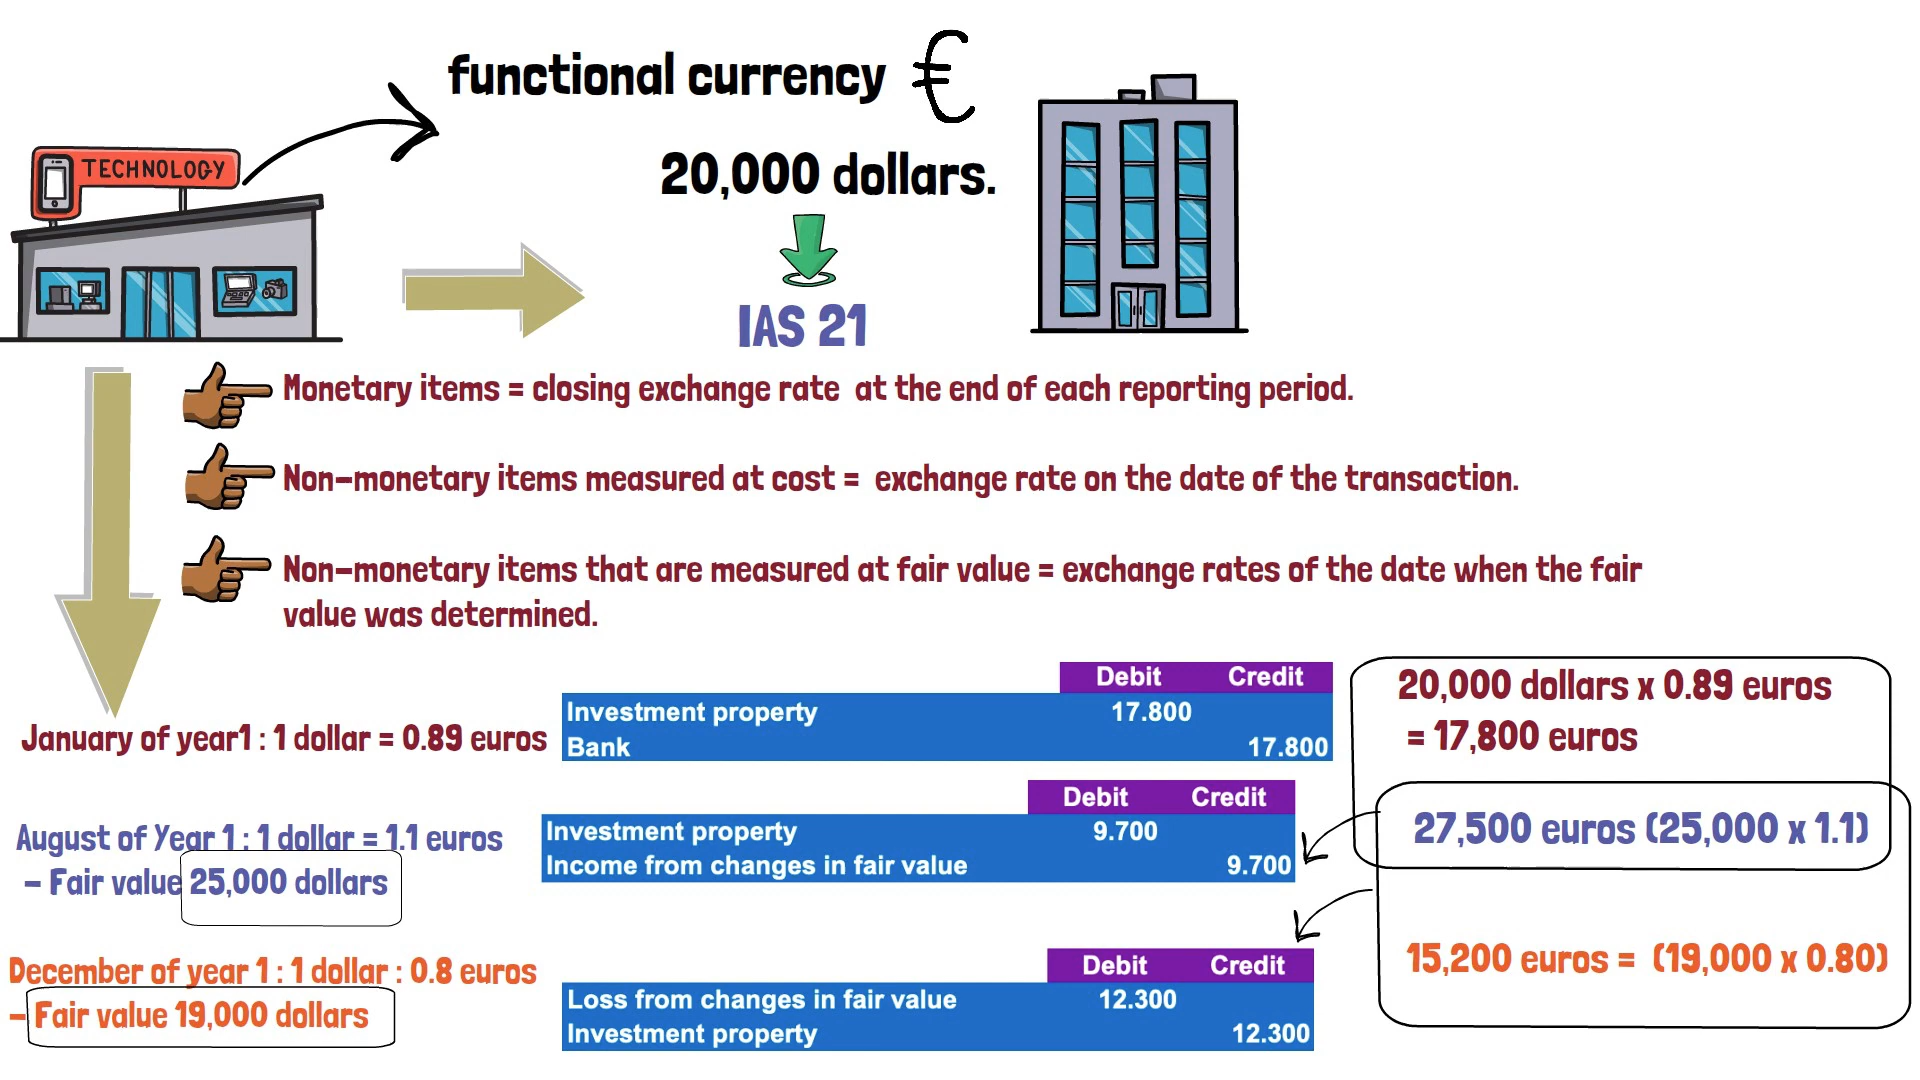 functional currency €
TECHNOLOGY
20,000 dollars.
IAS 21
Monetary items = closing exchange rate at the end of each reporting period.
Non-monetary items measured at cost = exchange rate on the date of the transaction.
Non-monetary items that are measured at fair value = exchange rates of the date when the fair
value was determined.
January of year1 : 1 dollar = 0.89 euros
Debit Credit
Investment property 17.800
Bank 17.800
20,000 dollars x 0.89 euros
= 17,800 euros
August of Year 1 : 1 dollar = 1.1 euros
- Fair value 25,000 dollars
Debit Credit
Investment property 9.700
Income from changes in fair value 9.700
27,500 euros (25,000 x 1.1)
December of year 1 : 1 dollar : 0.8 euros
- Fair value 19,000 dollars
Debit Credit
Loss from changes in fair value 12.300
Investment property 12.300
15,200 euros = (19,000 x 0.80)